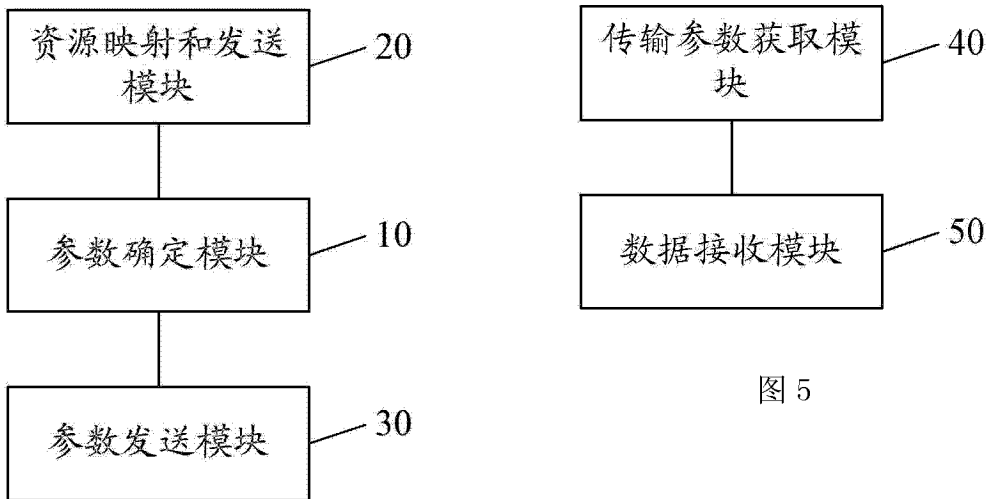 资源映射和发送
模块
20
参数确定模块
10
参数发送模块
30
传输参数获取模
块
40
数据接收模块
50
图 5